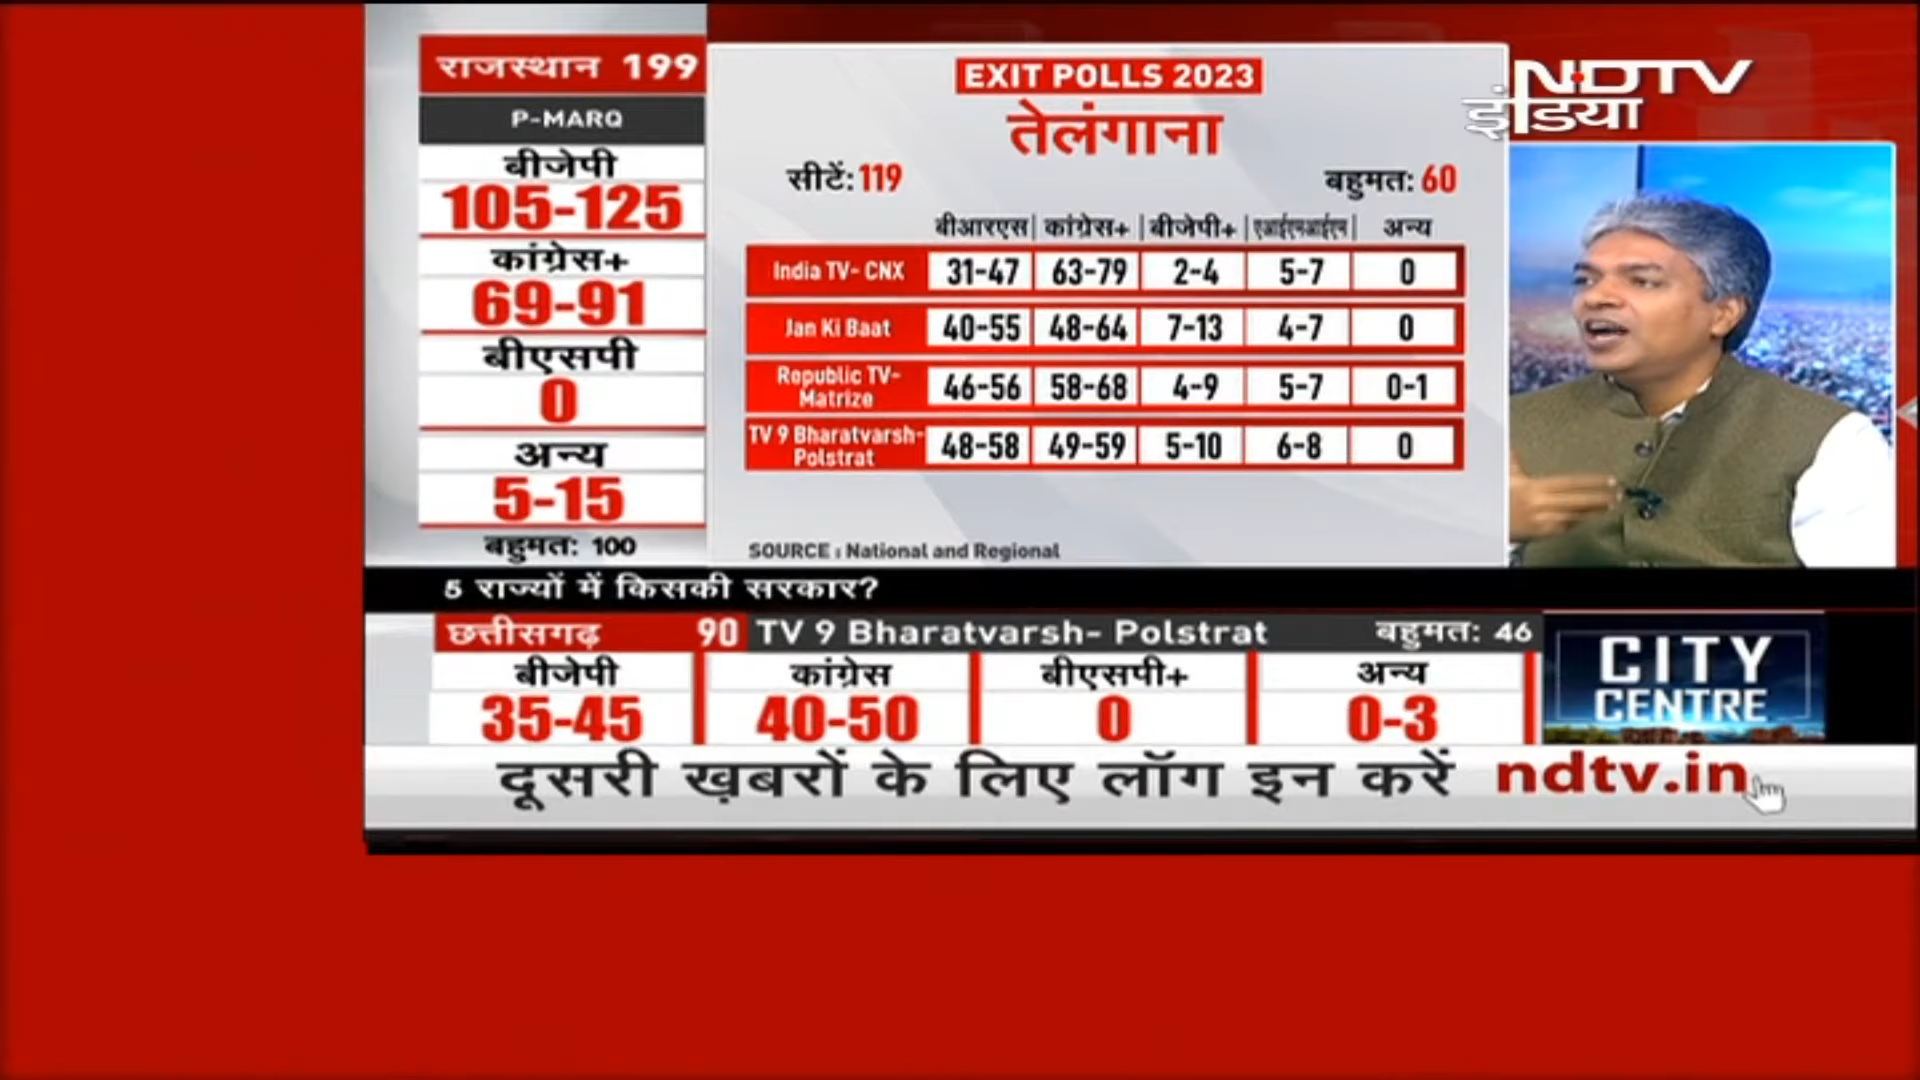 राजस्थान 199
P-MARQ
बीजेपी
105-125
कांग्रेस+
69-91
बीएसपी
0
अन्य
5-15
बहुमत: 100
EXIT POLLS 2023
तेलंगाना
सीटें: 119 बहुमत: 60
बीआरएस कांग्रेस+ बीजेपी+ एआईएमआईएम अन्य
India TV- CNX 31-47 63-79 2-4 5-7 0
Jan Ki Baat 40-55 48-64 7-13 4-7 0
Republic TV- Matrize 46-56 58-68 4-9 5-7 0-1
TV 9 Bharatvarsh- Polstrat 48-58 49-59 5-10 6-8 0
SOURCE : National and Regional
NDTV
इंडिया
5 राज्यों में किसकी सरकार?
छत्तीसगढ़ 90 TV 9 Bharatvarsh- Polstrat बहुमत: 46
बीजेपी कांग्रेस बीएसपी+ अन्य
35-45 40-50 0 0-3
CITY
CENTRE
दूसरी ख़बरों के लिए लॉग इन करें ndtv.in